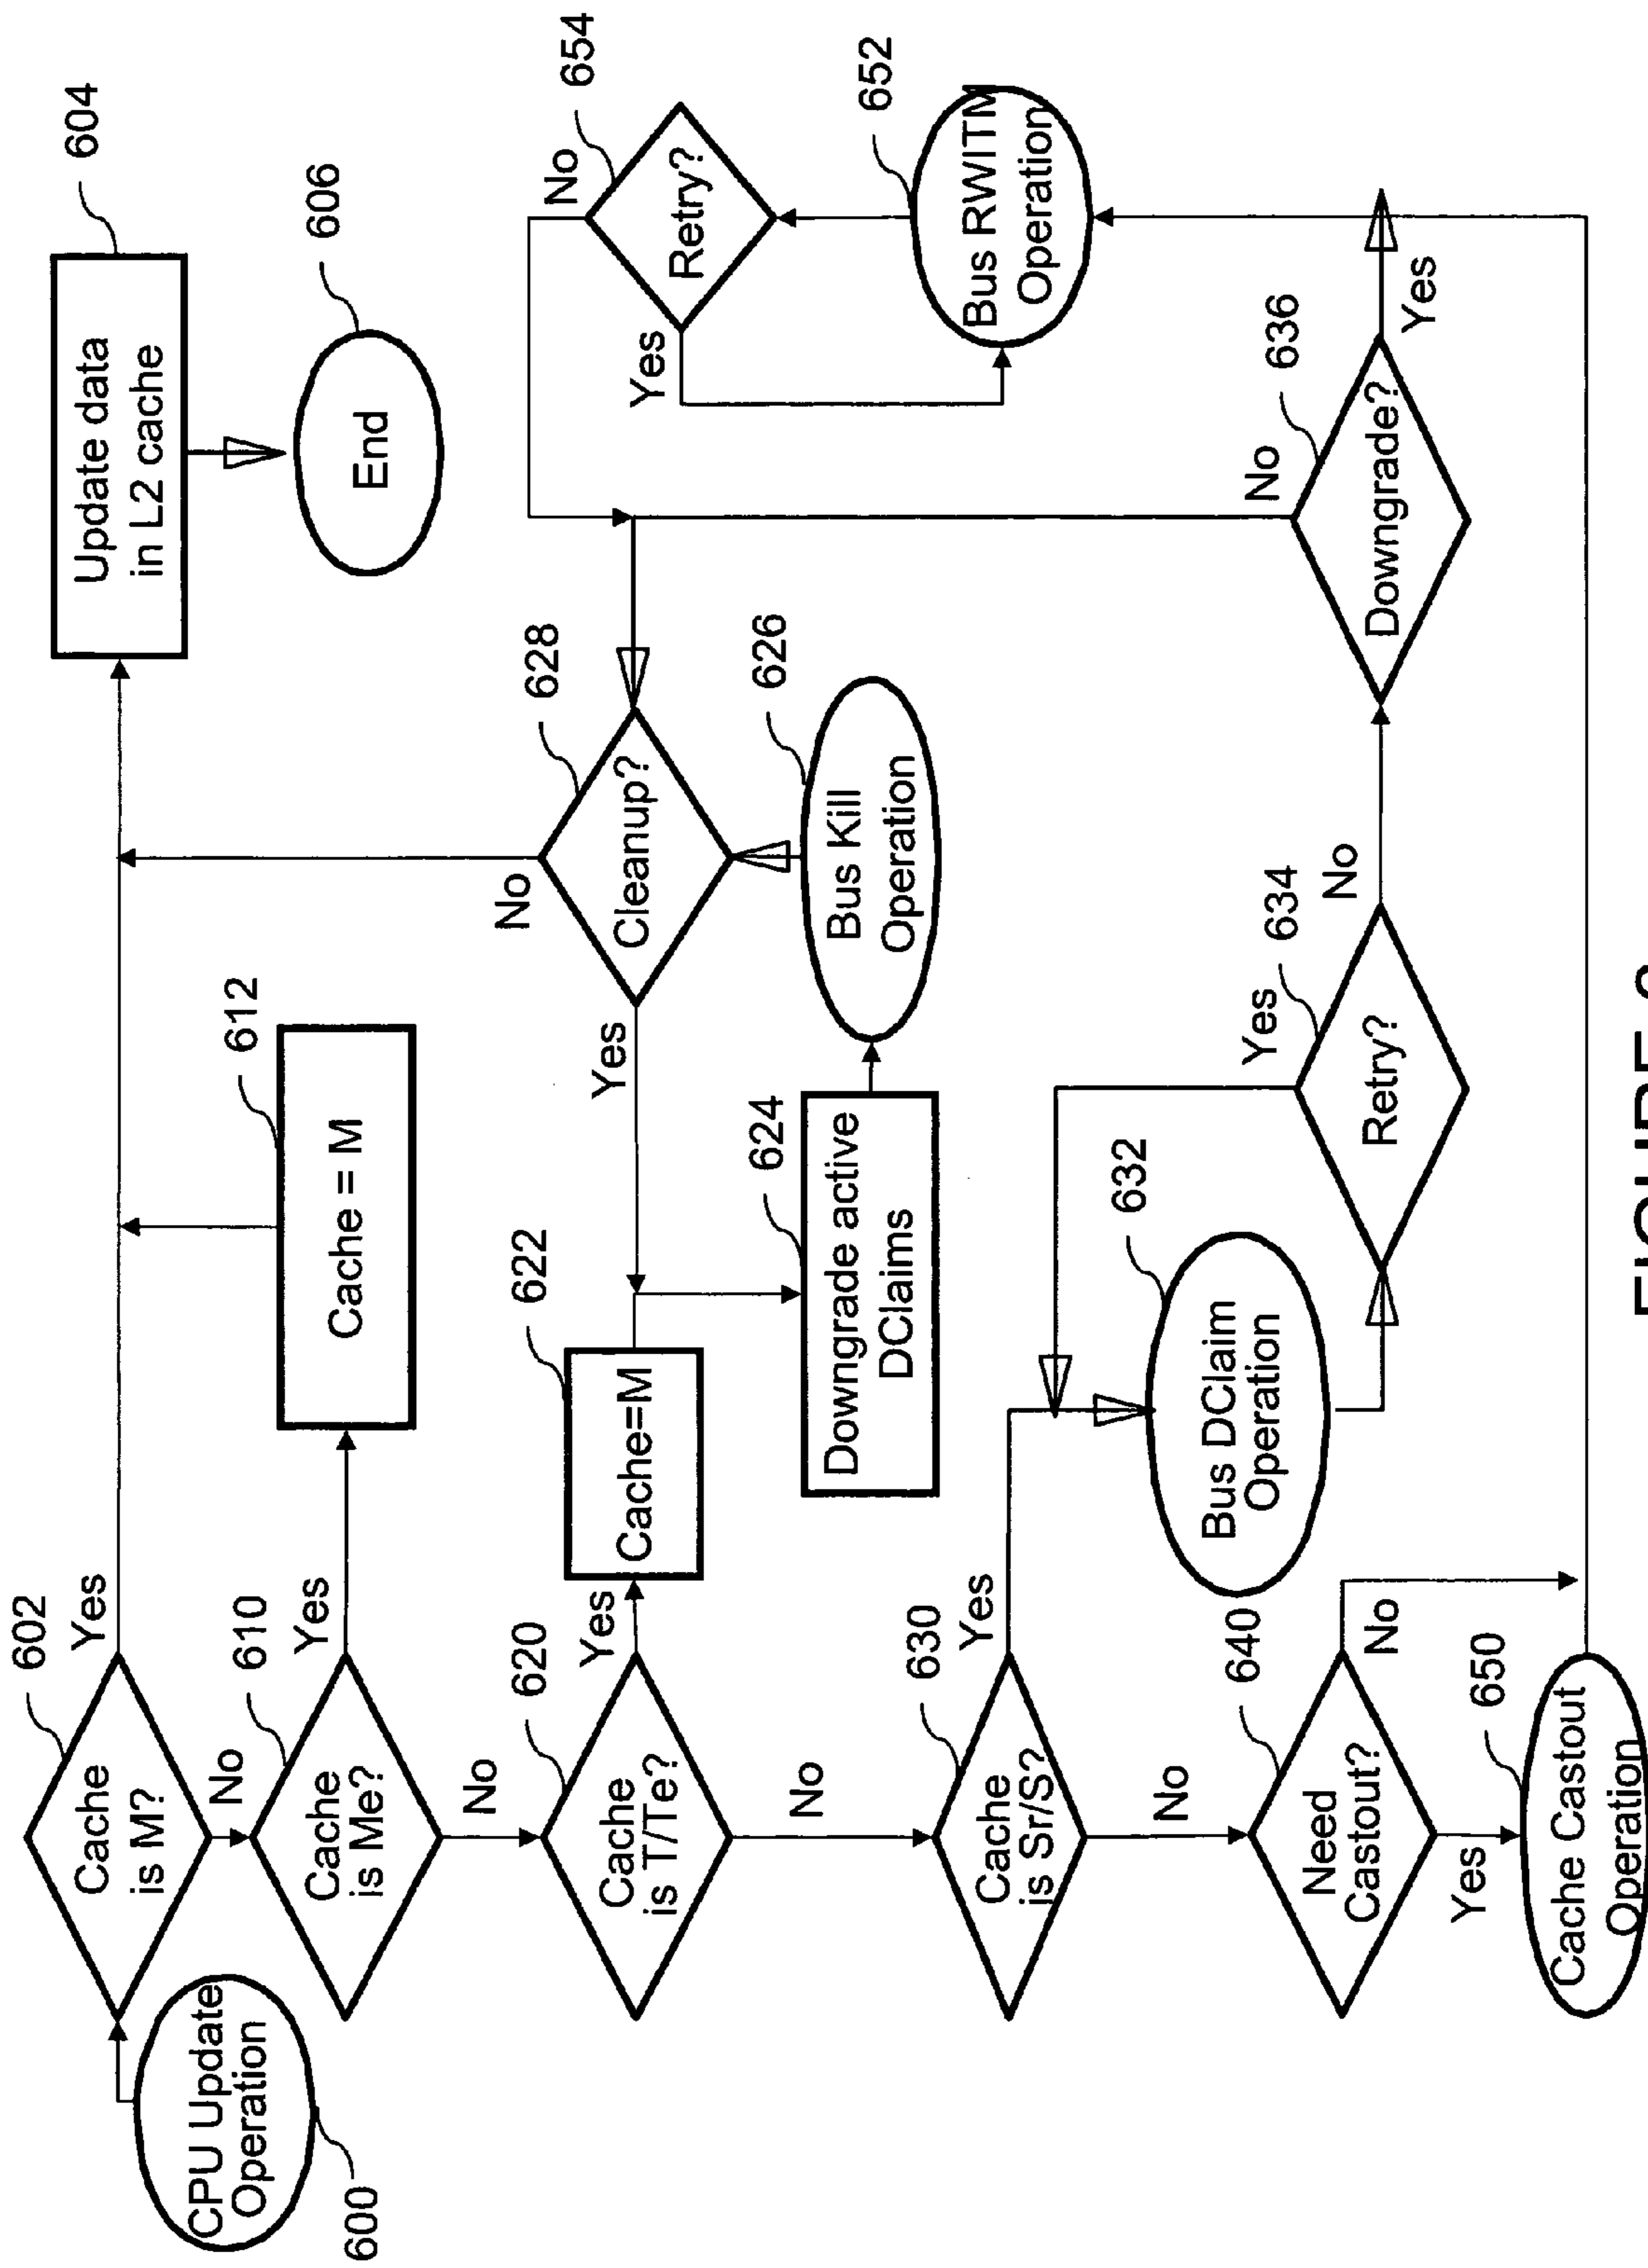 600
CPU Update
Operation
602
Cache
is M?
Yes
No
604
Update data
in L2 cache
606
End
610
Cache
is Me?
Yes
No
612
Cache = M
620
Cache
is T/Te?
Yes
No
622
Cache=M
624
Downgrade active
DClaims
626
Bus Kill
Operation
628
Cleanup?
Yes
No
630
Cache
is Sr/S?
Yes
No
632
Bus DClaim
Operation
634
Retry?
Yes
No
636
Downgrade?
No
Yes
640
Need
Castout?
No
Yes
650
Cache Castout
Operation
652
Bus RWITM
Operation
654
Retry?
Yes
No